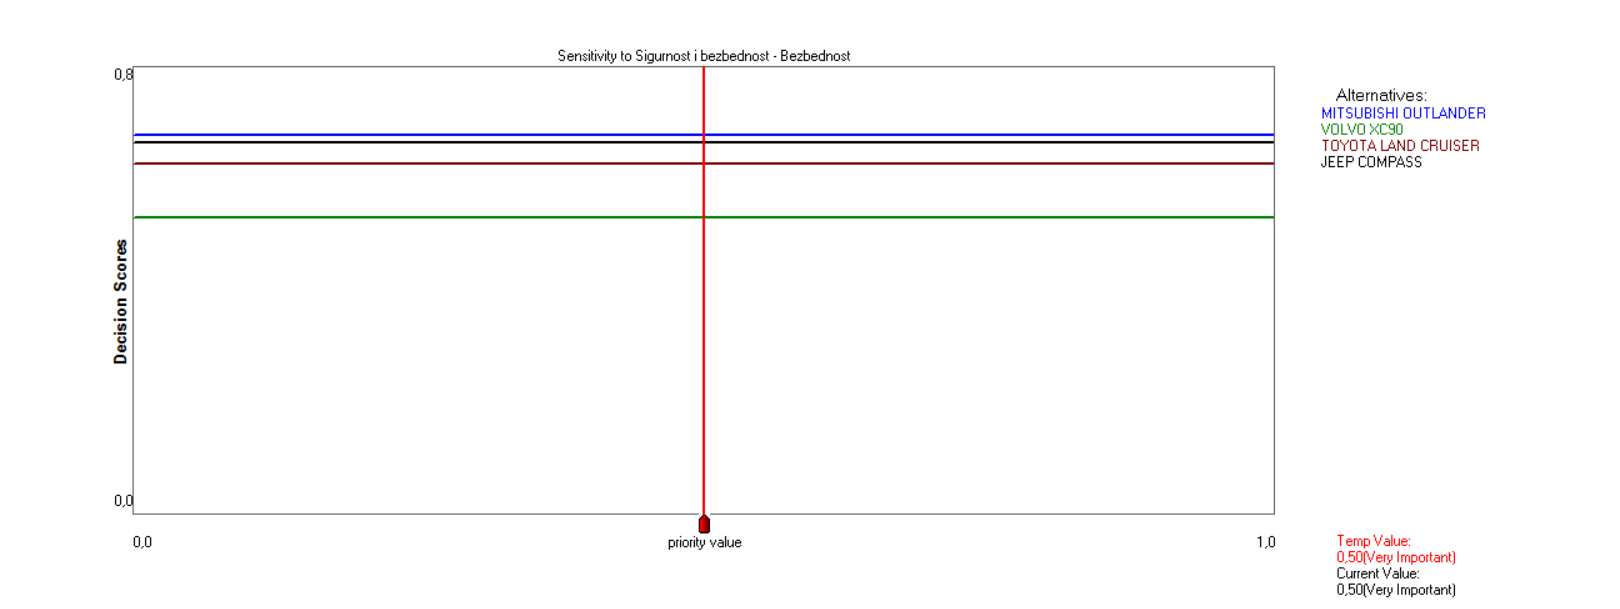 Sensitivity to Sigurnost i bezbednost - Bezbednost
0,8
Decision Scores
0,0
0,0
priority value
1,0
Alternatives:
MITSUBISHI OUTLANDER
VOLVO XC90
TOYOTA LAND CRUISER
JEEP COMPASS
Temp Value:
0,50(Very Important)
Current Value:
0,50(Very Important)